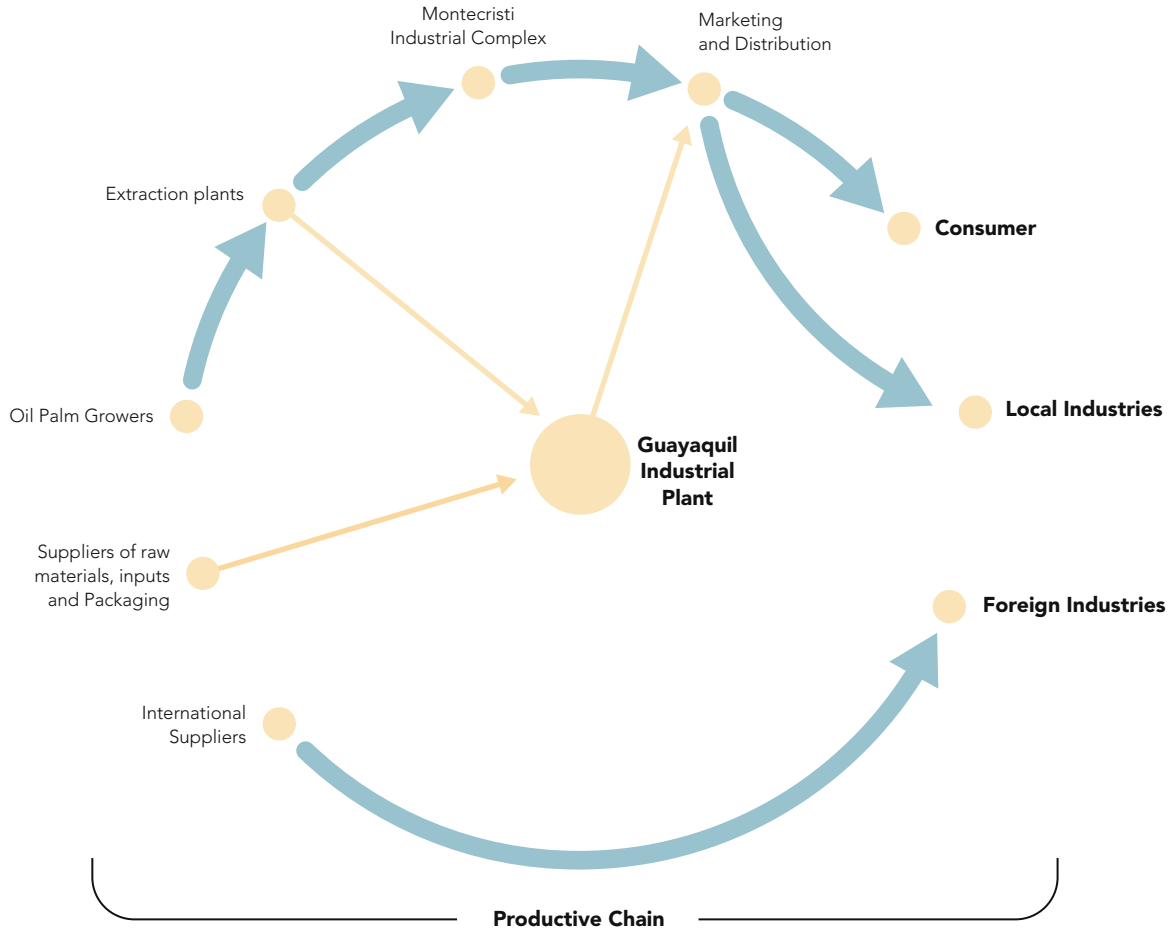 Montecristi
Industrial Complex
Marketing
and Distribution
Extraction plants
Consumer
Oil Palm Growers
Local Industries
Guayaquil
Industrial
Plant
Suppliers of raw
materials, inputs
and Packaging
Foreign Industries
International
Suppliers
Productive Chain